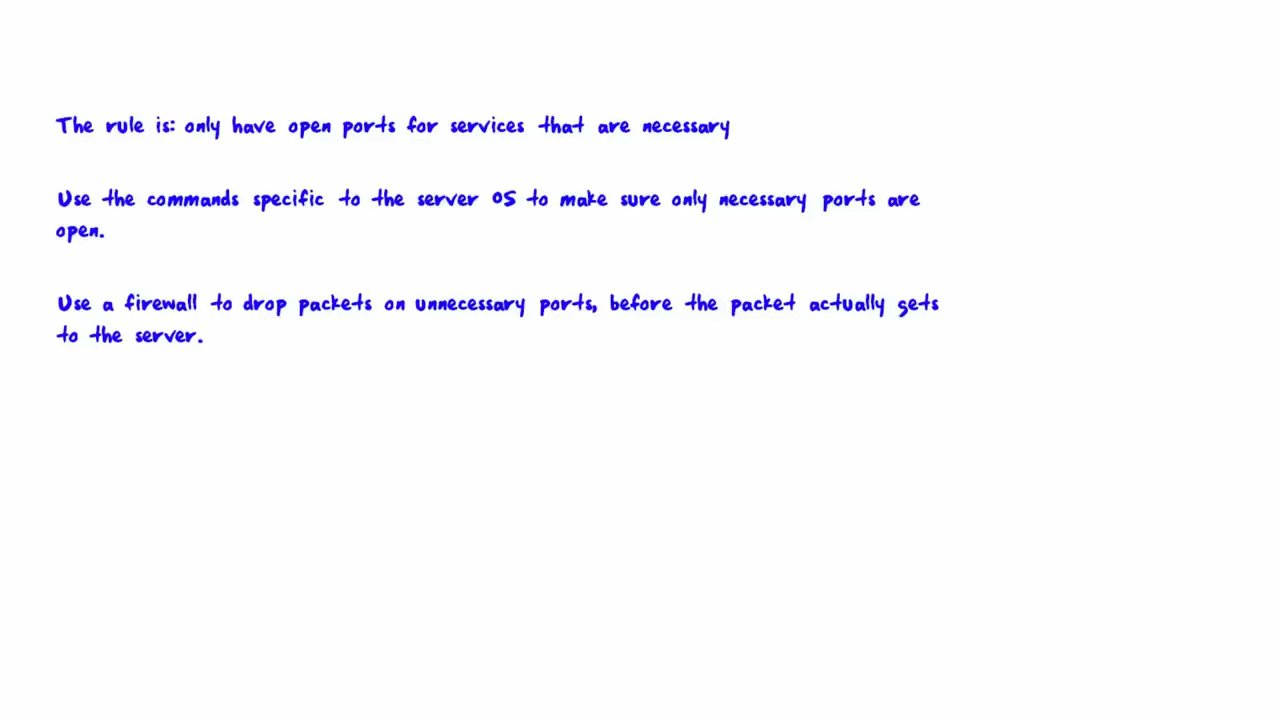 The rule is: only have open ports for services that are necessary
Use the commands specific to the server OS to make sure only necessary ports are
open.
Use a firewall to drop packets on unnecessary ports, before the packet actually gets
to the server.